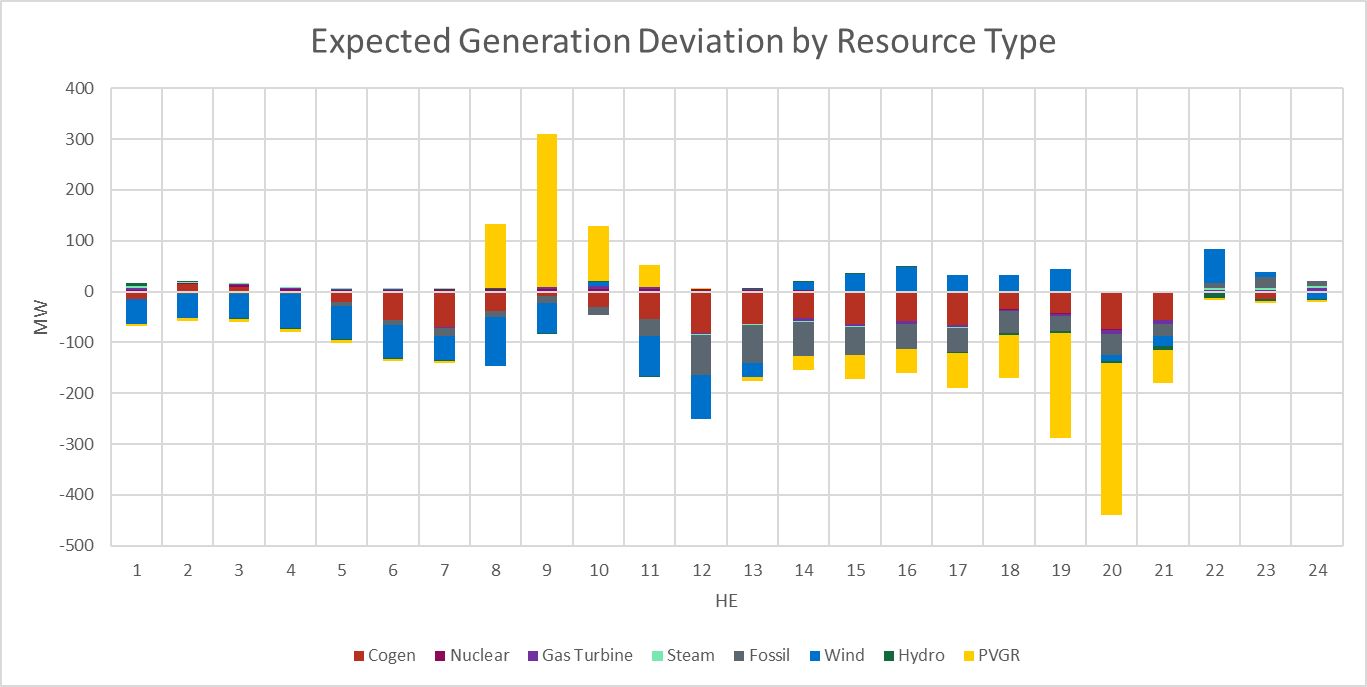 Expected Generation Deviation by Resource Type
400
300
200
100
0
-100
-200
-300
-400
-500
MW
1 2 3 4 5 6 7 8 9 10 11 12 13 14 15 16 17 18 19 20 21 22 23 24
HE
Cogen Nuclear Gas Turbine Steam Fossil Wind Hydro PVGR